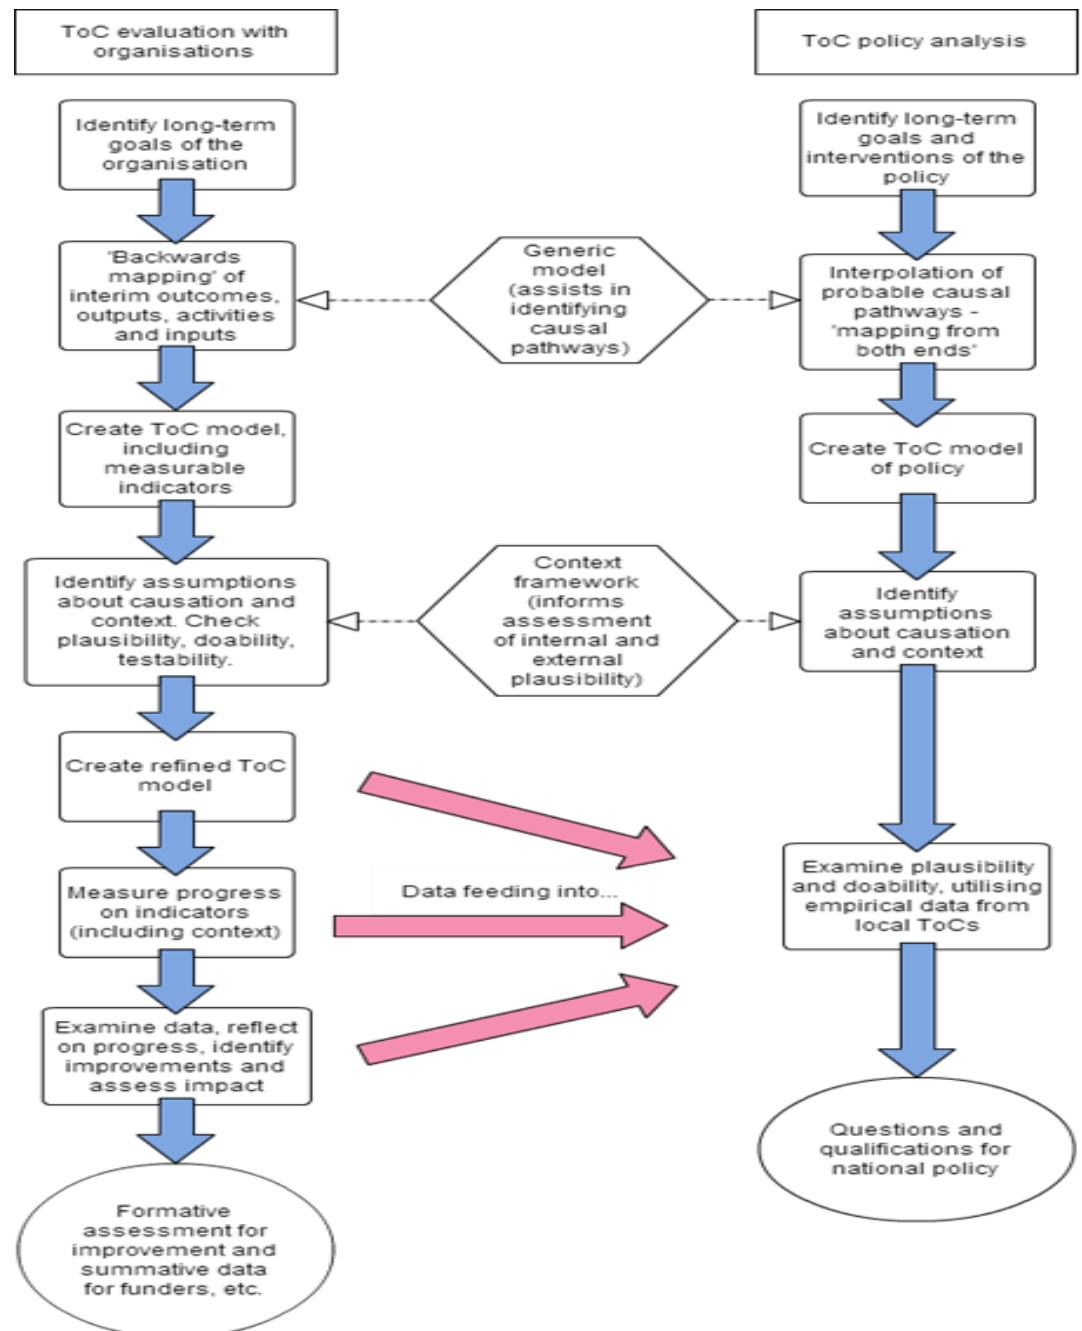 ToC evaluation with
organisations
ToC policy analysis
Identify long-term
goals of the
organisation
Identify long-term
goals and
interventions of the
policy
'Backwards
mapping' of
interim outcomes,
outputs, activities
and inputs
Generic
model
(assists in
identifying
causal
pathways)
Interpolation of
probable causal
pathways -
'mapping from
both ends'
Create ToC model,
including
measurable
indicators
Create ToC model
of policy
Identify assumptions
about causation and
context. Check
plausibility, doability,
testability.
Context
framework
(informs
assessment
of internal and
external
plausibility)
Identify
assumptions
about causation
and context
Create refined ToC
model
Measure progress
on indicators
(including context)
Data feeding into...
Examine plausibility
and doability, utilising
empirical data from
local ToCs
Examine data, reflect
on progress, identify
improvements and
assess impact
Questions and
qualifications for
national policy
Formative
assessment for
improvement and
summative data
for funders, etc.